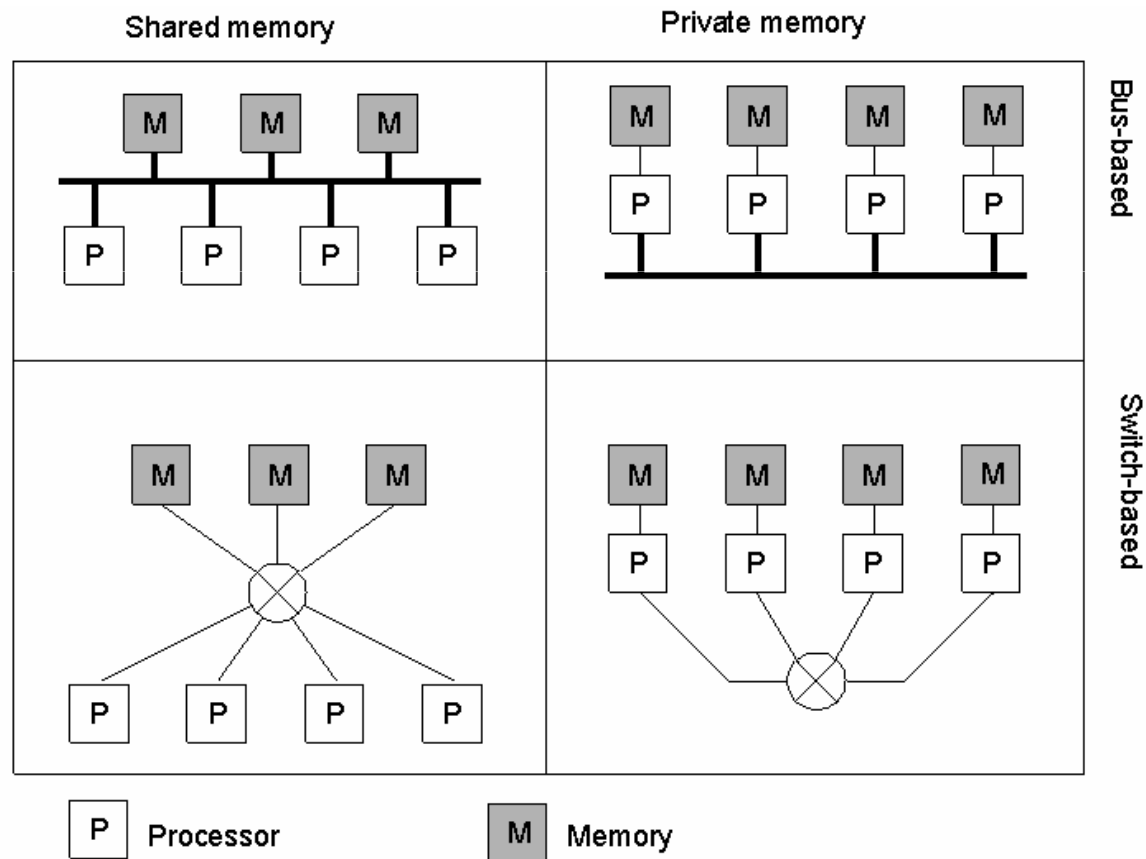 Shared memory
Private memory
M M M
P P P P
M M M M
P P P P
Bus-based
M M M
P P P P
M M M M
P P P P
Switch-based
P Processor
M Memory